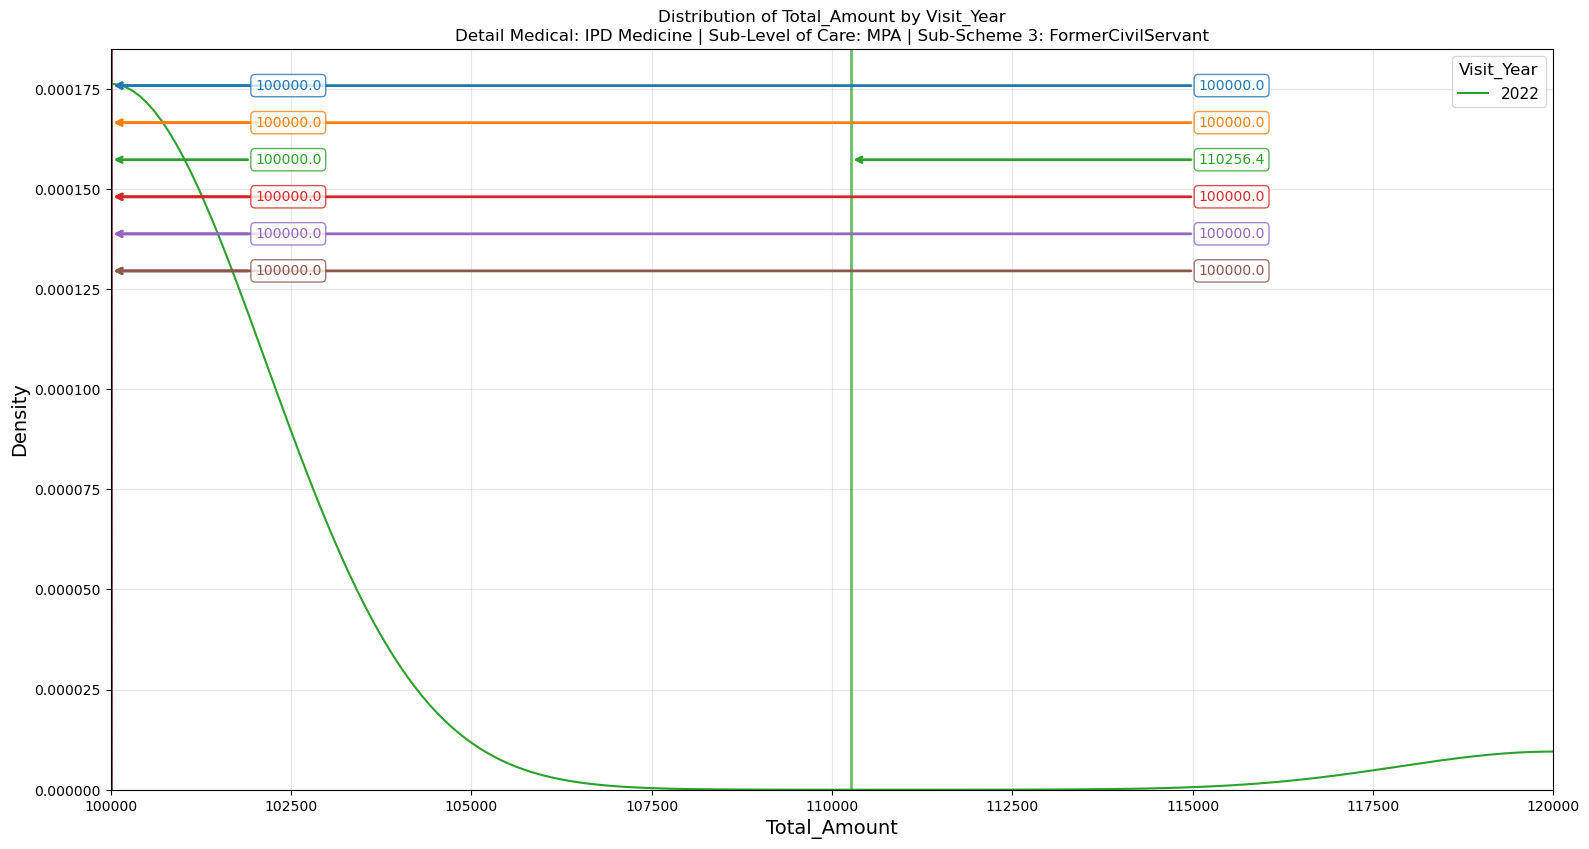 Distribution of Total_Amount by Visit_Year
Detail Medical: IPD Medicine | Sub-Level of Care: MPA | Sub-Scheme 3: FormerCivilServant
Visit_Year
2022
100000.0 100000.0
100000.0 100000.0
100000.0 110256.4
100000.0 100000.0
100000.0 100000.0
100000.0 100000.0
0.000175
0.000150
0.000125
0.000100
0.000075
0.000050
0.000025
0.000000
Density
100000 102500 105000 107500 110000 112500 115000 117500 120000
Total_Amount